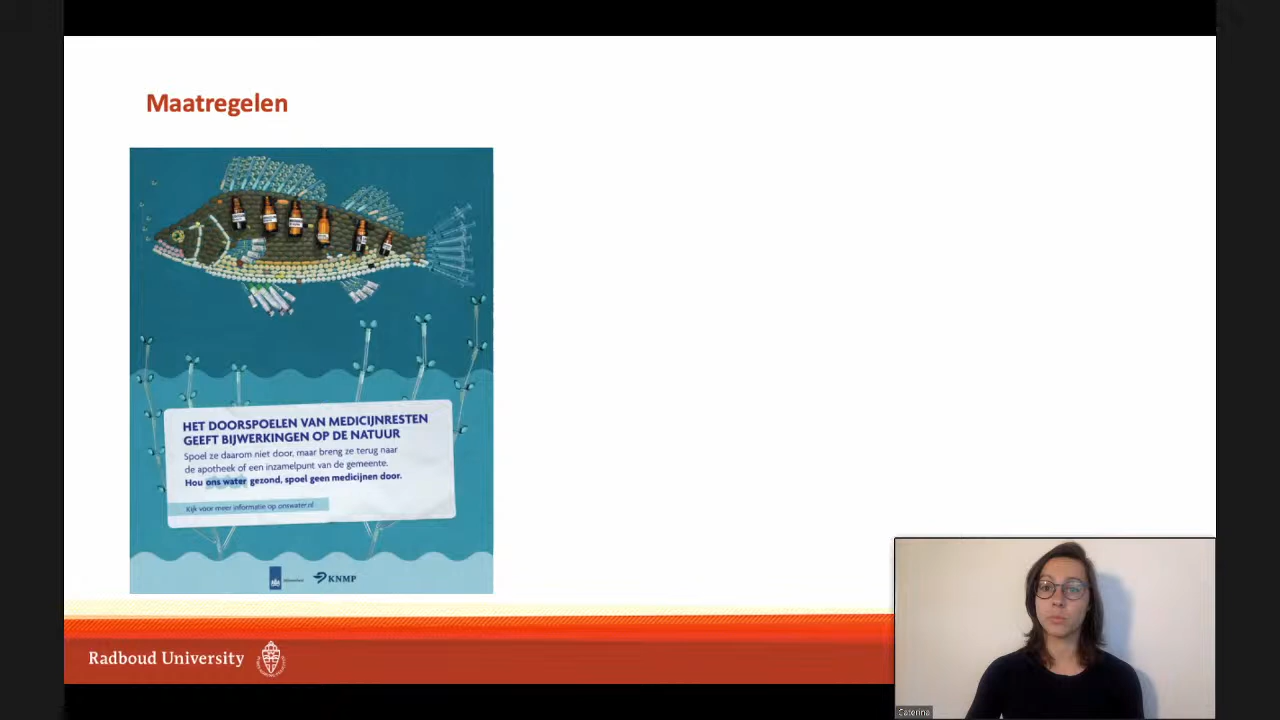 Maatregelen
HET DOORSPOELEN VAN MEDICIJNRESTEN
GEEFT BIJWERKINGEN OP DE NATUUR
Spoel ze daarom niet door, maar breng ze terug naar
de apotheek of een inzamelpunt van de gemeente.
Hou ons water gezond, spoel geen medicijnen door.
Kijk voor meer informatie op onswater.nl
KNMP
Radboud University
Caterina